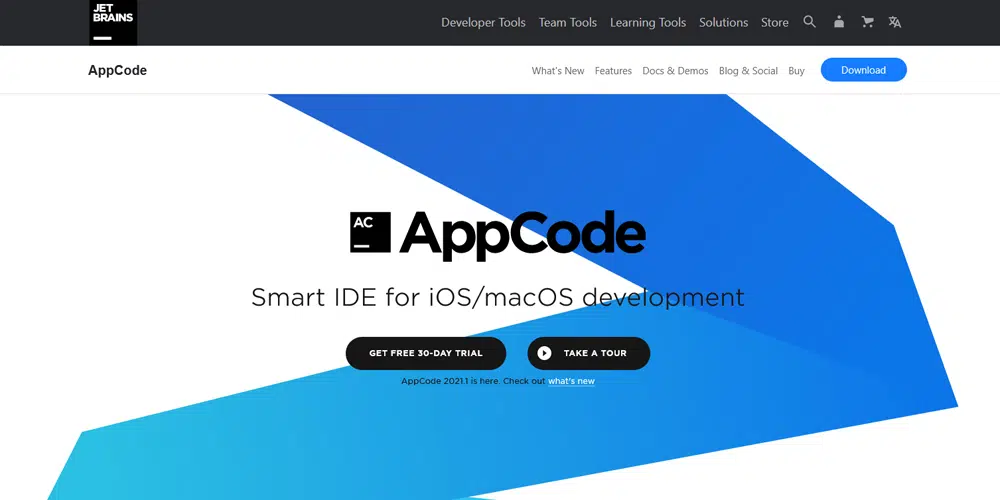 JET
BRAINS
Developer Tools Team Tools Learning Tools Solutions Store
AppCode
What's New Features Docs & Demos Blog & Social Buy Download
AC
AppCode
Smart IDE for iOS/macOS development
GET FREE 30-DAY TRIAL TAKE A TOUR
AppCode 2021.1 is here. Check out what's new